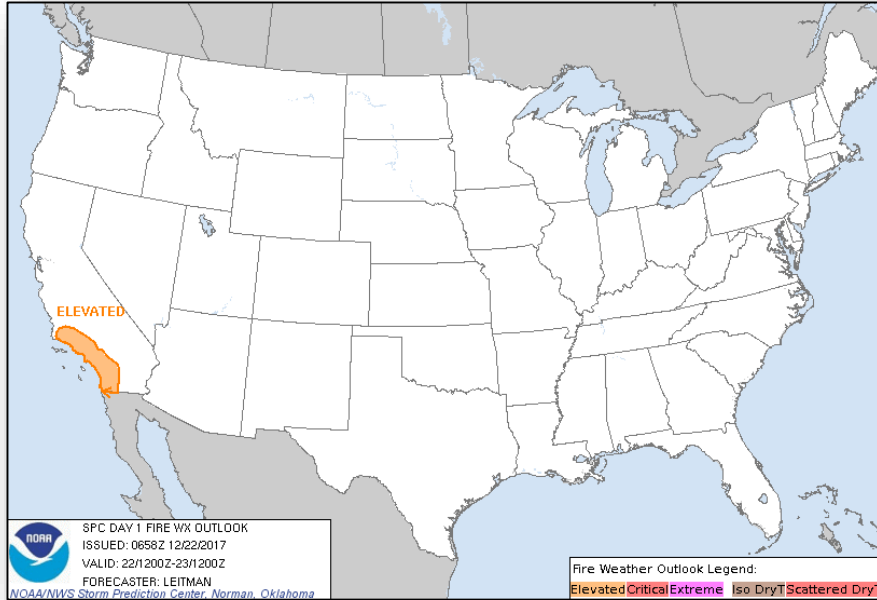 ELEVATED
NOAA
SPC DAY 1 FIRE WX OUTLOOK
ISSUED: 0658Z 12/22/2017
VALID: 22/1200Z-23/1200Z
FORECASTER: LEITMAN
NOAA/NWS Storm Prediction Center, Norman, Oklahoma
Fire Weather Outlook Legend:
Elevated Critical Extreme Iso DryT Scattered DryT